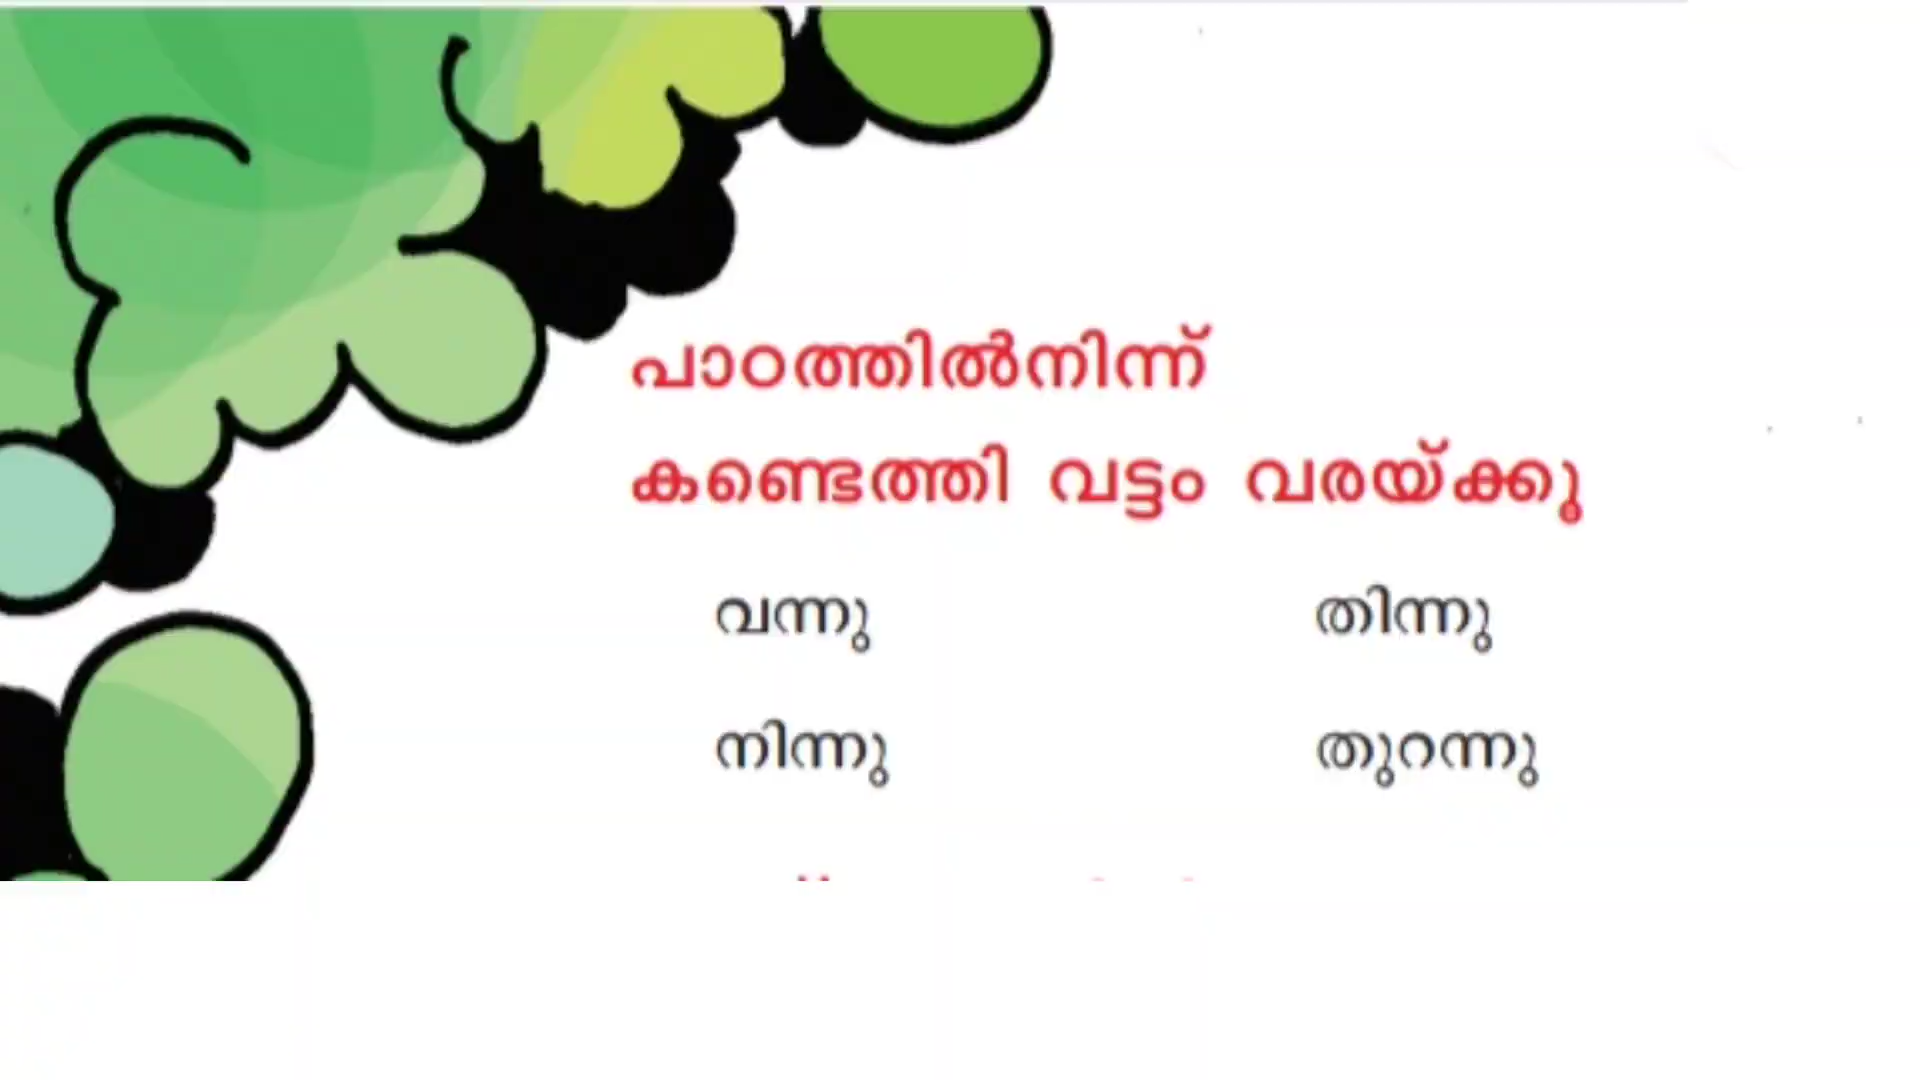 പാഠത്തിൽനിന്ന്
കണ്ടെത്തി വട്ടം വരയ്ക്കൂ
വന്നു തിന്നു
നിന്നു തുറന്നു